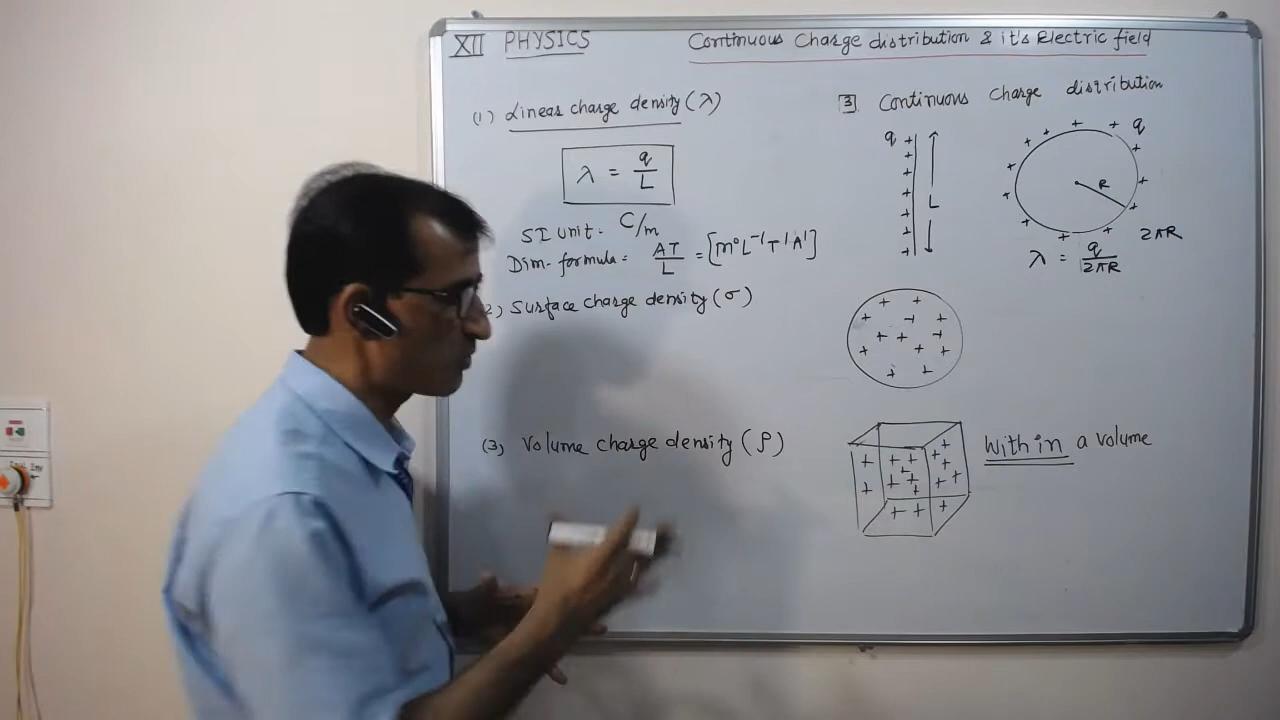 XII PHYSICS
Continuous Charge distribution & it's Electric field
(1) Linear charge density (λ)
λ = q/L
SI unit - C/m
Dim- formula = AT/L = [M⁰L⁻¹T¹A¹]
2) Surface charge density (σ)
(3) Volume charge density (ρ)
3 Continuous Charge distribution
q
L
q
R
2πR
λ = q/2πR
Within a volume